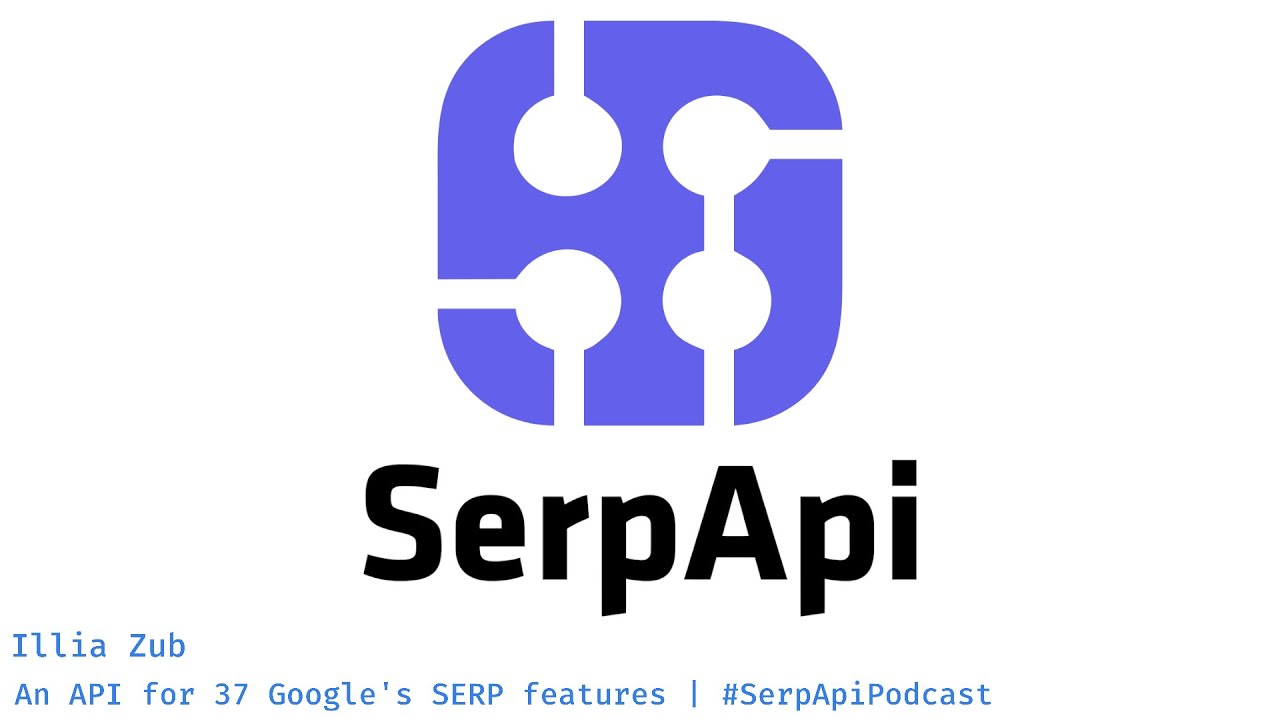 SerpApi
Illia Zub
An API for 37 Google's SERP features | #SerpApiPodcast